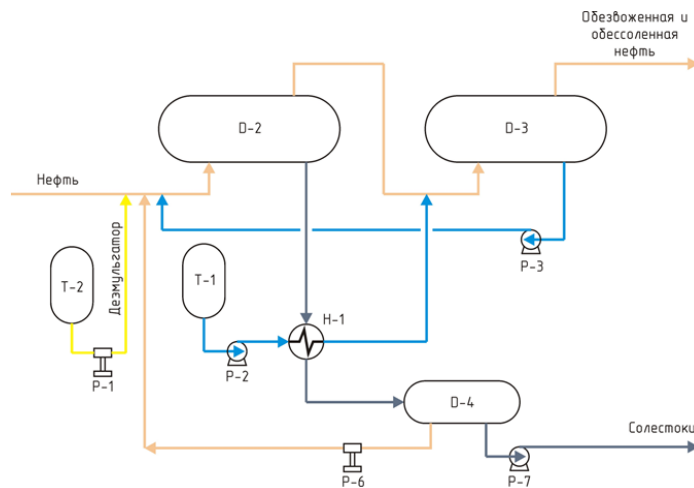 Обезвоженная и
обессоленная
нефть
D-2
D-3
Нефть
Деэмульгатор
P-3
T-2
T-1
H-1
P-1
P-2
D-4
Солестоки
P-6
P-7